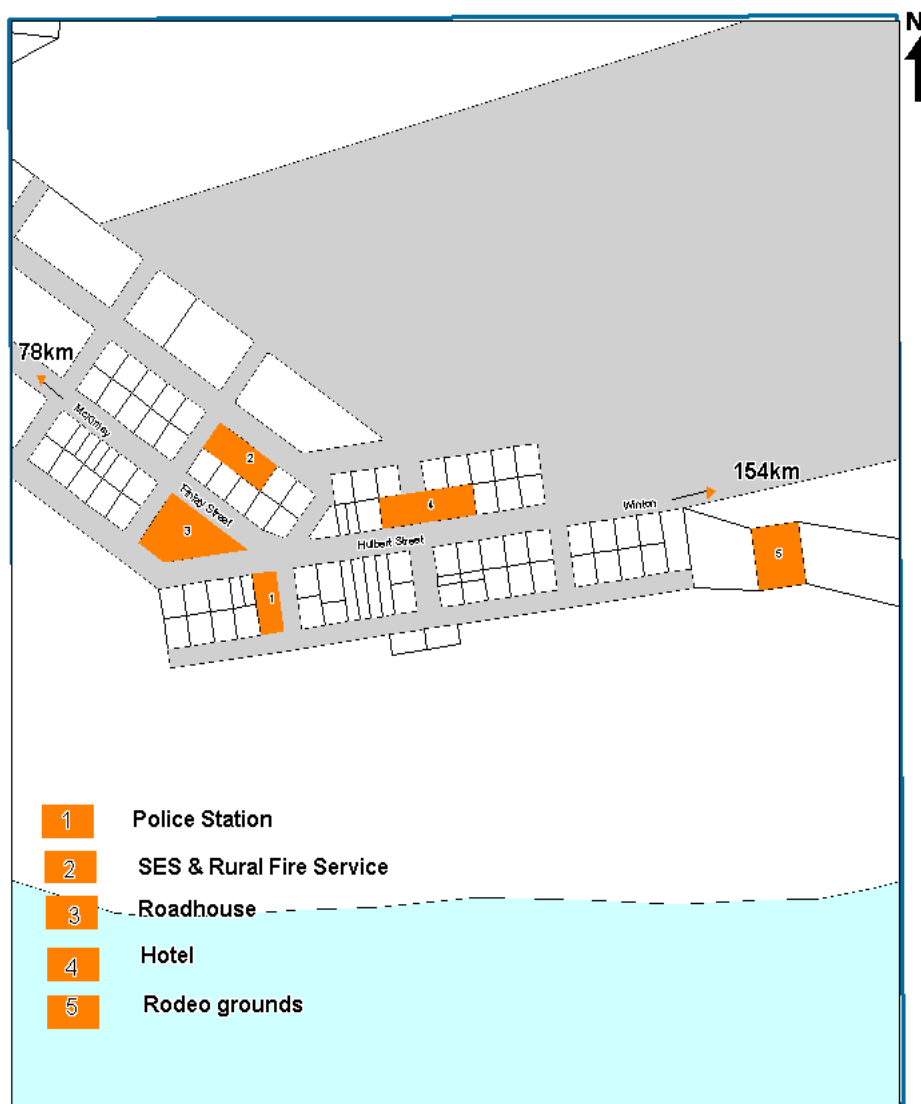 N
78km
McKinley
2
154km
Finlay Street
4
Winton
3
Hulbert Street
5
1
1 Police Station
2 SES & Rural Fire Service
3 Roadhouse
4 Hotel
5 Rodeo grounds